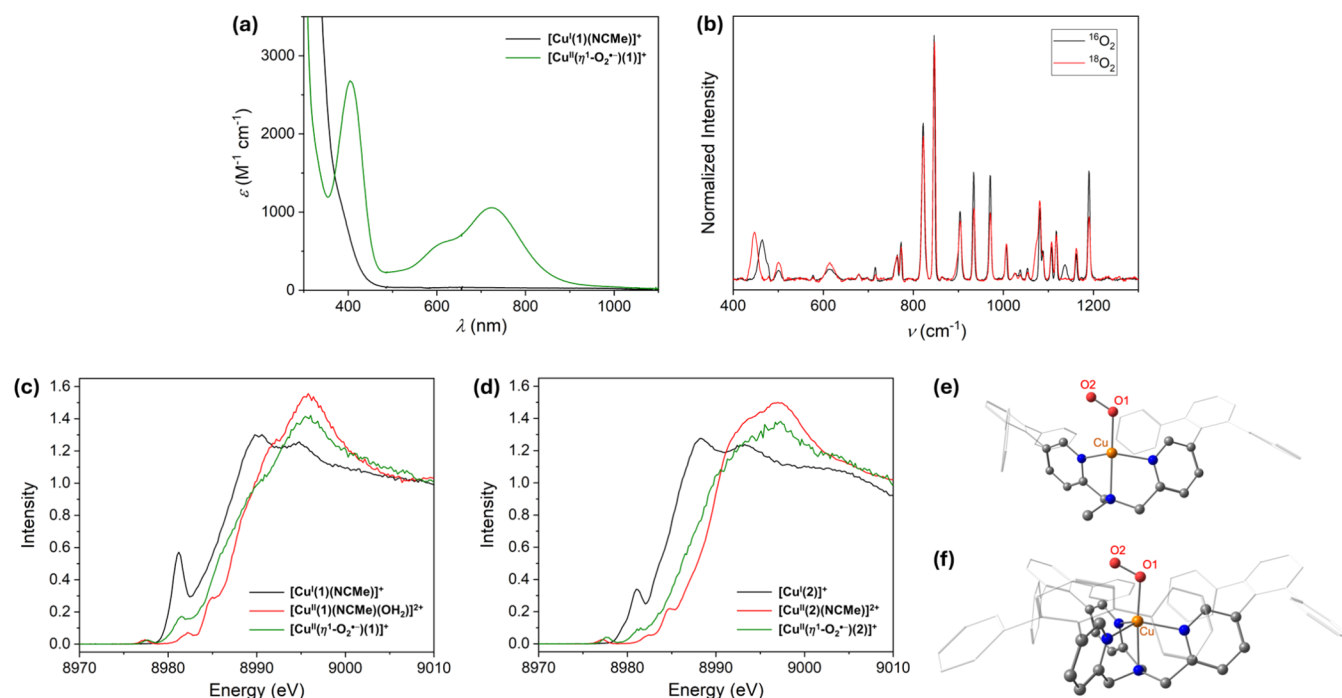 (a)
3000
2000
1000
0
ε (M⁻¹ cm⁻¹)
[Cuᴵ(1)(NCMe)]⁺
[Cuᴵᴵ(η¹-O₂•⁻)(1)]⁺
400 600 800 1000
λ (nm)
(b)
Normalized Intensity
¹⁶O₂
¹⁸O₂
400 600 800 1000 1200
ν (cm⁻¹)
(c)
1.6
1.4
1.2
1.0
0.8
0.6
0.4
0.2
0.0
Intensity
[Cuᴵ(1)(NCMe)]⁺
[Cuᴵᴵ(1)(NCMe)(OH₂)]²⁺
[Cuᴵᴵ(η¹-O₂•⁻)(1)]⁺
8970 8980 8990 9000 9010
Energy (eV)
(d)
1.6
1.4
1.2
1.0
0.8
0.6
0.4
0.2
0.0
Intensity
[Cuᴵ(2)]⁺
[Cuᴵᴵ(2)(NCMe)]²⁺
[Cuᴵᴵ(η¹-O₂•⁻)(2)]⁺
8970 8980 8990 9000 9010
Energy (eV)
(e)
O2
O1
Cu
(f)
O2
O1
Cu